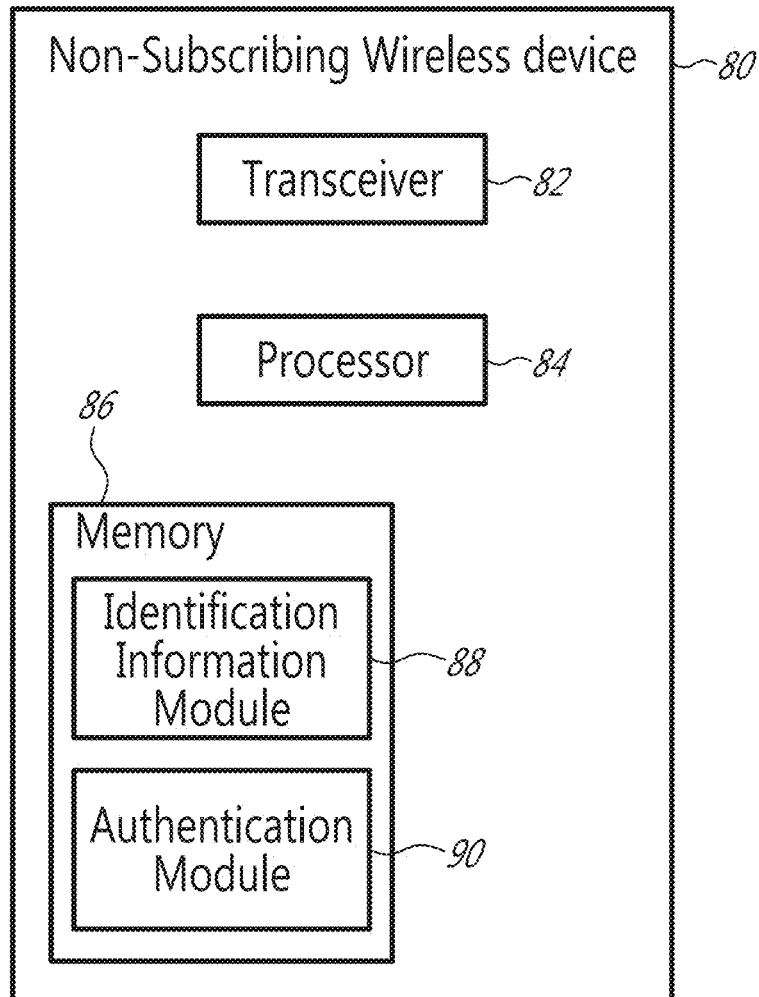 Non-Subscribing Wireless device
80
Transceiver
82
Processor
84
86
Memory
Identification
Information
Module
88
Authentication
Module
90